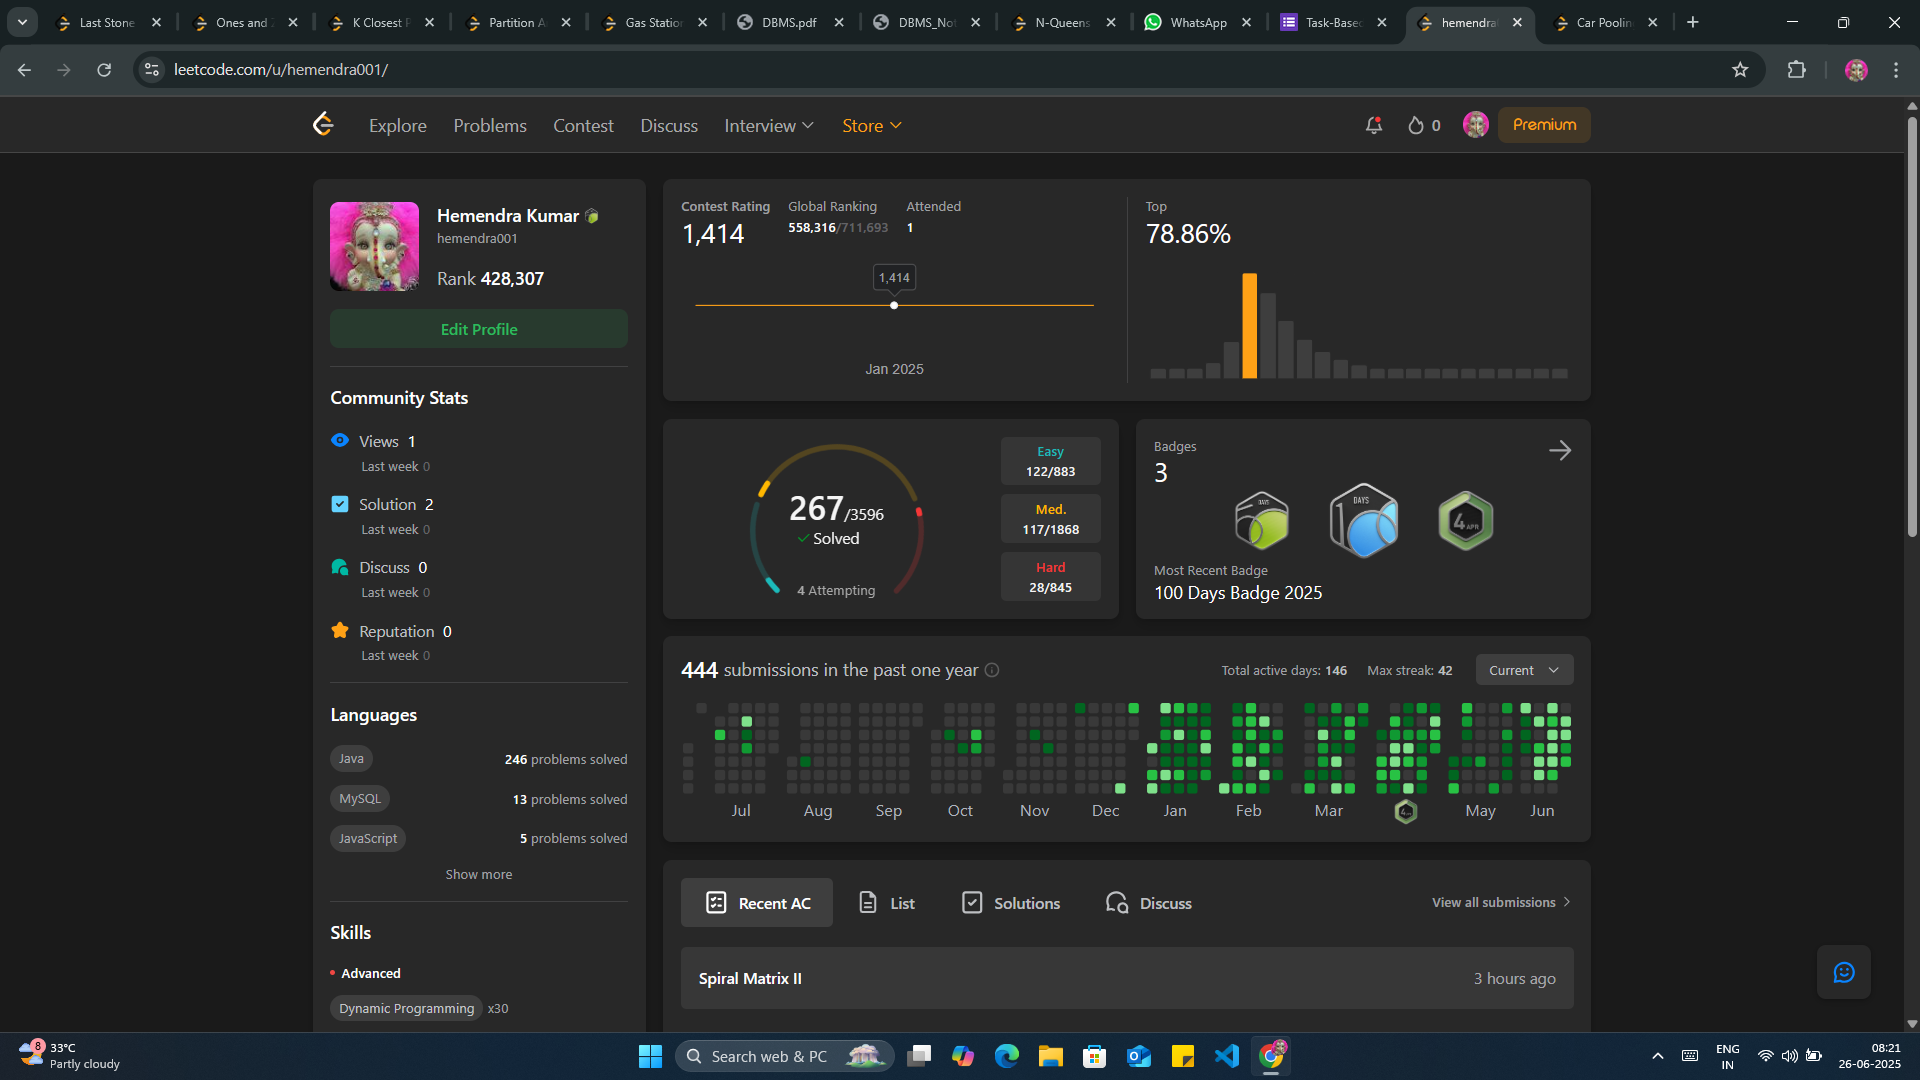 Last Stone
Ones and
K Closest P
Partition A
Gas Station
DBMS.pdf
DBMS_Not
N-Queens
WhatsApp
Task-Based
hemendra
Car Poolin
leetcode.com/u/hemendra001/
Explore
Problems
Contest
Discuss
Interview
Store
0
Premium
Hemendra Kumar
hemendra001
Rank 428,307
Edit Profile
Community Stats
Views 1
Last week 0
Solution 2
Last week 0
Discuss 0
Last week 0
Reputation 0
Last week 0
Languages
Java
246 problems solved
MySQL
13 problems solved
JavaScript
5 problems solved
Show more
Skills
Advanced
Dynamic Programming x30
Contest Rating
1,414
Global Ranking
558,316/711,693
Attended
1
1,414
Jan 2025
Top
78.86%
267/3596
Solved
4 Attempting
Easy
122/883
Med.
117/1868
Hard
28/845
Badges
3
DAYS
DAYS
4 APR
Most Recent Badge
100 Days Badge 2025
444 submissions in the past one year
Total active days: 146
Max streak: 42
Current
Jul
Aug
Sep
Oct
Nov
Dec
Jan
Feb
Mar
May
Jun
Recent AC
List
Solutions
Discuss
View all submissions
Spiral Matrix II
3 hours ago
8
33°C
Partly cloudy
Search web & PC
ENG
IN
08:21
26-06-2025